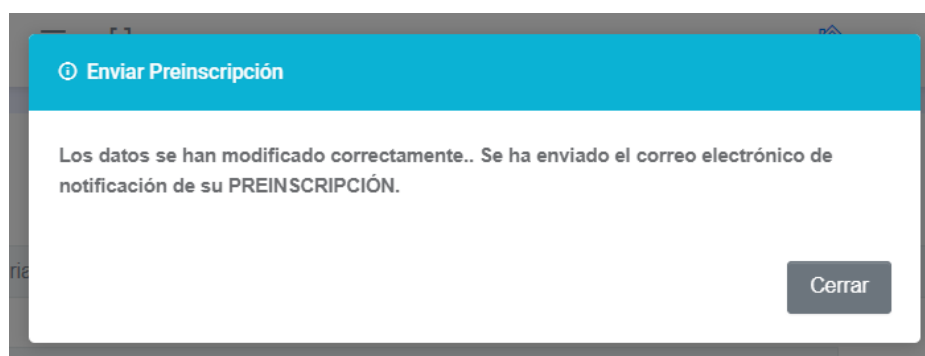 Enviar Preinscripción
Los datos se han modificado correctamente.. Se ha enviado el correo electrónico de
notificación de su PREINSCRIPCIÓN.
ria
Cerrar